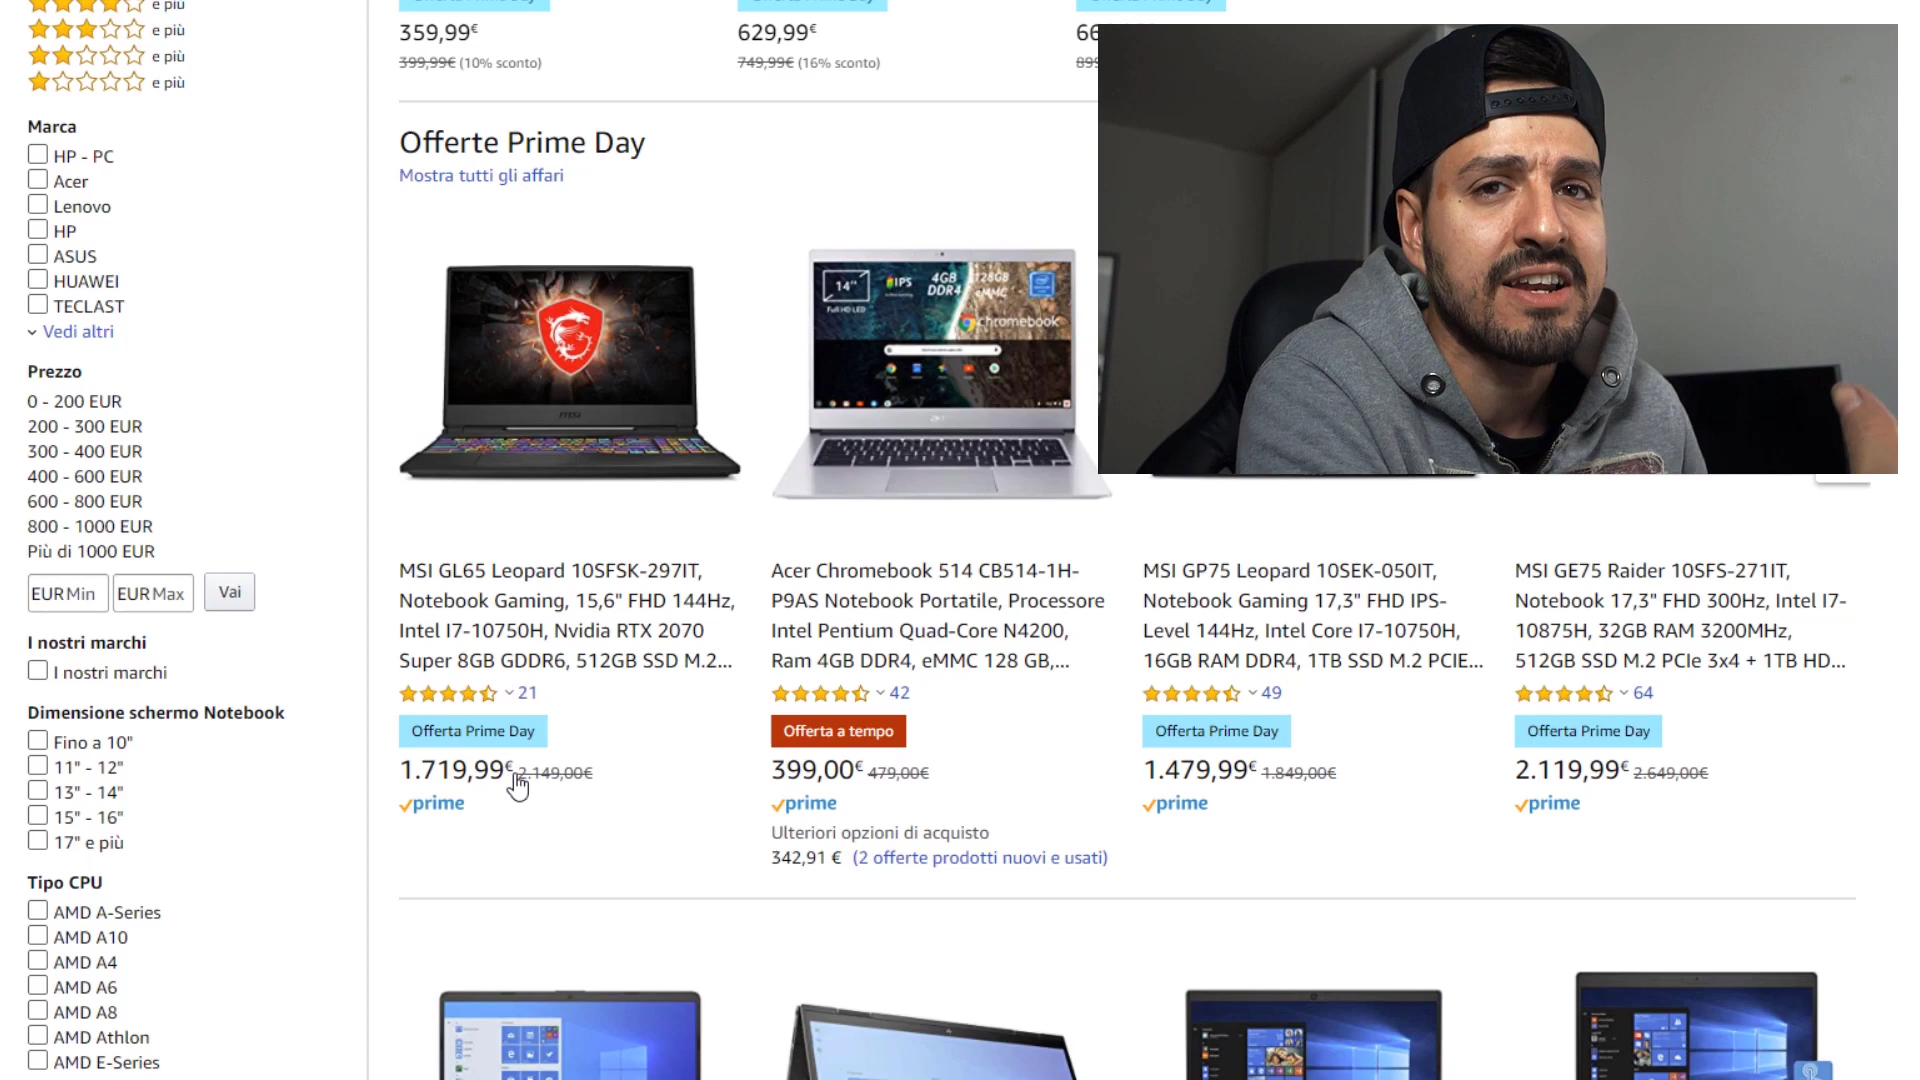 e più
e più
e più
e più
Marca
HP - PC
Acer
Lenovo
HP
ASUS
HUAWEI
TECLAST
Vedi altri
Prezzo
0 - 200 EUR
200 - 300 EUR
300 - 400 EUR
400 - 600 EUR
600 - 800 EUR
800 - 1000 EUR
Più di 1000 EUR
EUR Min EUR Max Vai
I nostri marchi
I nostri marchi
Dimensione schermo Notebook
Fino a 10"
11" - 12"
13" - 14"
15" - 16"
17" e più
Tipo CPU
AMD A-Series
AMD A10
AMD A4
AMD A6
AMD A8
AMD Athlon
AMD E-Series
359,99€
399,99€ (10% sconto)
629,99€
749,99€ (16% sconto)
Offerte Prime Day
Mostra tutti gli affari
msi
14"
Full HD LED
IPS
4GB
DDR4
128GB
eMMC
chromebook
MSI GL65 Leopard 10SFSK-297IT,
Notebook Gaming, 15,6" FHD 144Hz,
Intel I7-10750H, Nvidia RTX 2070
Super 8GB GDDR6, 512GB SSD M.2...
21
Offerta Prime Day
1.719,99€ 2.149,00€
prime
Acer Chromebook 514 CB514-1H-
P9AS Notebook Portatile, Processore
Intel Pentium Quad-Core N4200,
Ram 4GB DDR4, eMMC 128 GB,...
42
Offerta a tempo
399,00€ 479,00€
prime
Ulteriori opzioni di acquisto
342,91 € (2 offerte prodotti nuovi e usati)
MSI GP75 Leopard 10SEK-050IT,
Notebook Gaming 17,3" FHD IPS-
Level 144Hz, Intel Core I7-10750H,
16GB RAM DDR4, 1TB SSD M.2 PCIE...
49
Offerta Prime Day
1.479,99€ 1.849,00€
prime
MSI GE75 Raider 10SFS-271IT,
Notebook 17,3" FHD 300Hz, Intel I7-
10875H, 32GB RAM 3200MHz,
512GB SSD M.2 PCIe 3x4 + 1TB HD...
64
Offerta Prime Day
2.119,99€ 2.649,00€
prime